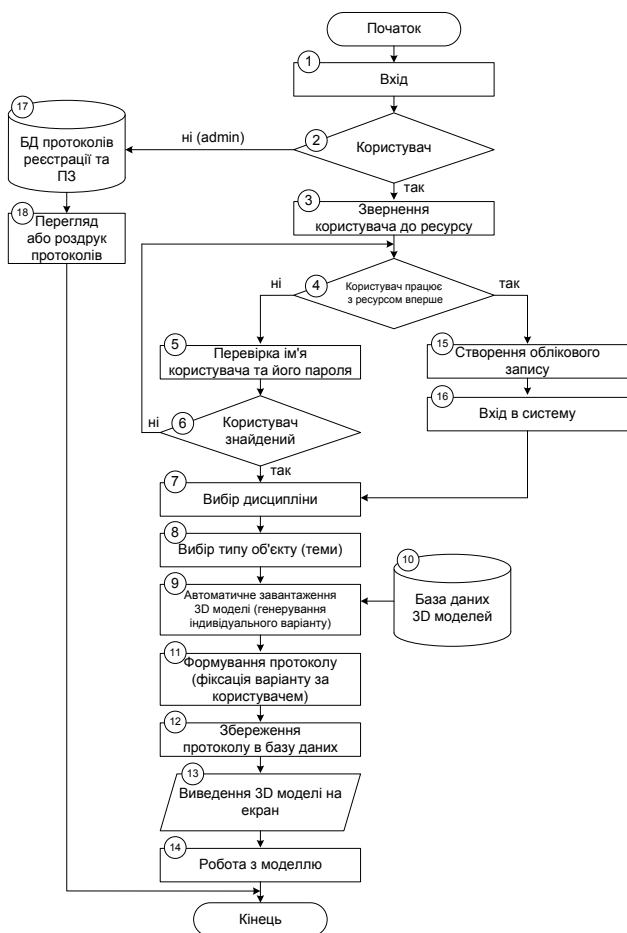 Початок
1
Вхід
2
Користувач
ні (admin)
так
17
БД протоколів
реєстрації та
ПЗ
18
Перегляд
або роздрук
протоколів
3
Звернення
користувача до ресурсу
4
Користувач працює
з ресурсом вперше
ні
так
5
Перевірка ім'я
користувача та його пароля
15
Створення облікового
запису
6
Користувач
знайдений
ні
так
16
Вхід в систему
7
Вибір дисципліни
8
Вибір типу об'єкту (теми)
9
Автоматичне завантаження
3D моделі (генерування
індивідуального варіанту)
10
База даних
3D моделей
11
Формування протоколу
(фіксація варіанту за
користувачем)
12
Збереження
протоколу в базу даних
13
Виведення 3D моделі на
екран
14
Робота з моделлю
Кінець